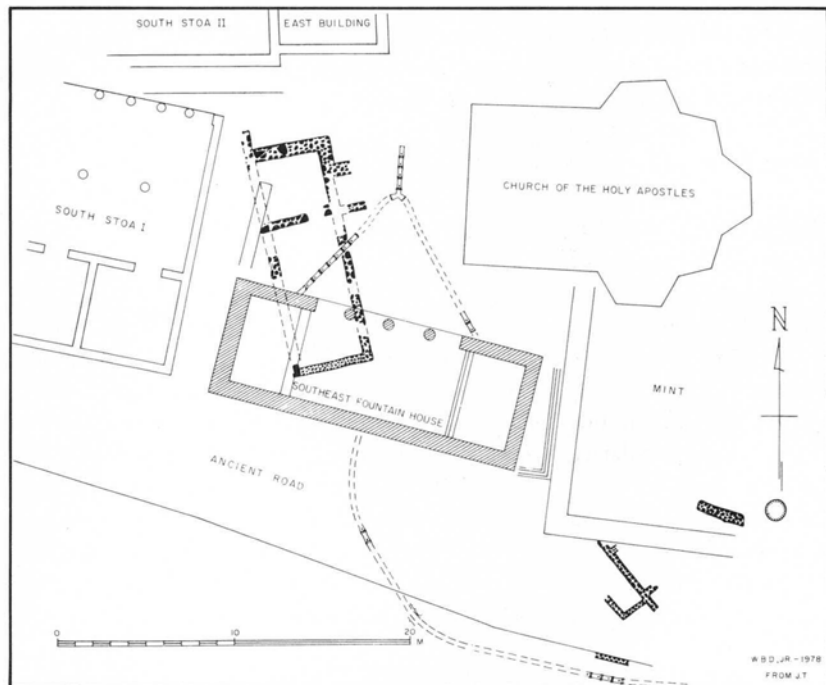 SOUTH STOA II
EAST BUILDING
CHURCH OF THE HOLY APOSTLES
SOUTH STOA I
N
SOUTHEAST FOUNTAIN HOUSE
MINT
ANCIENT ROAD
0 10 20
M
W.B.D., JR. - 1978
FROM J.T.